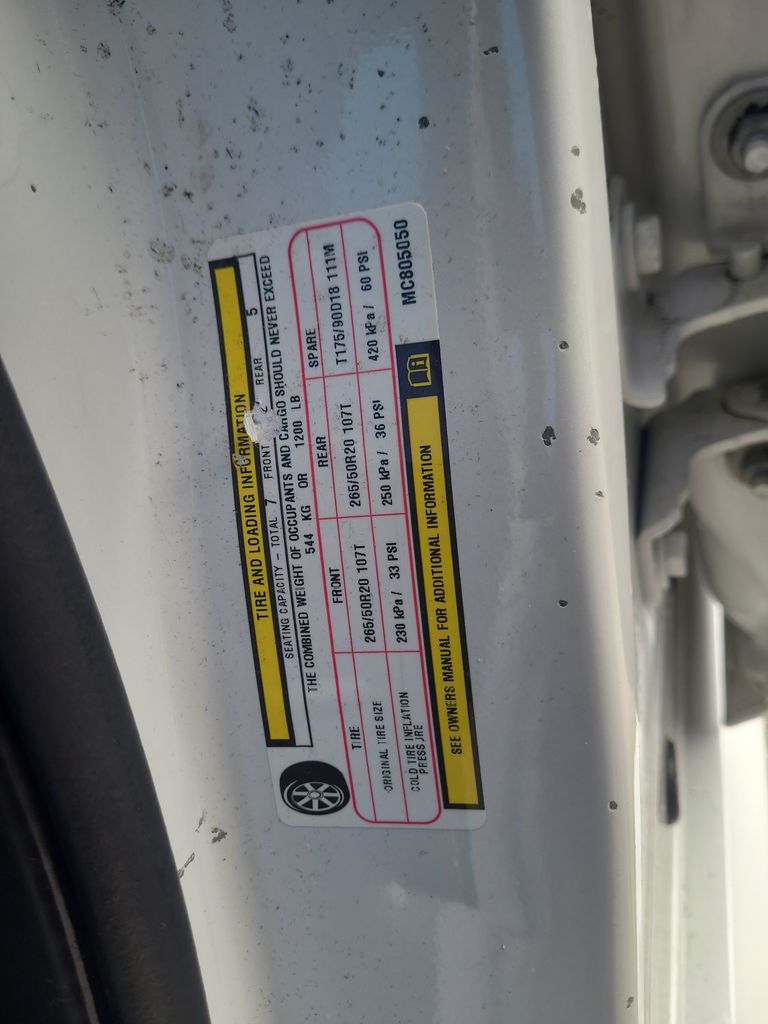 TIRE AND LOADING INFORMATION
SEATING CAPACITY - TOTAL 7 FRONT 2 REAR 5
THE COMBINED WEIGHT OF OCCUPANTS AND CARGO SHOULD NEVER EXCEED
544 KG OR 1200 LB
TIRE FRONT REAR SPARE
ORIGINAL TIRE SIZE 265/50R20 107T 265/50R20 107T T175/90D18 111M
COLD TIRE INFLATION PRESSURE 230 kPa / 33 PSI 250 kPa / 36 PSI 420 kPa / 60 PSI
SEE OWNERS MANUAL FOR ADDITIONAL INFORMATION
MC805050